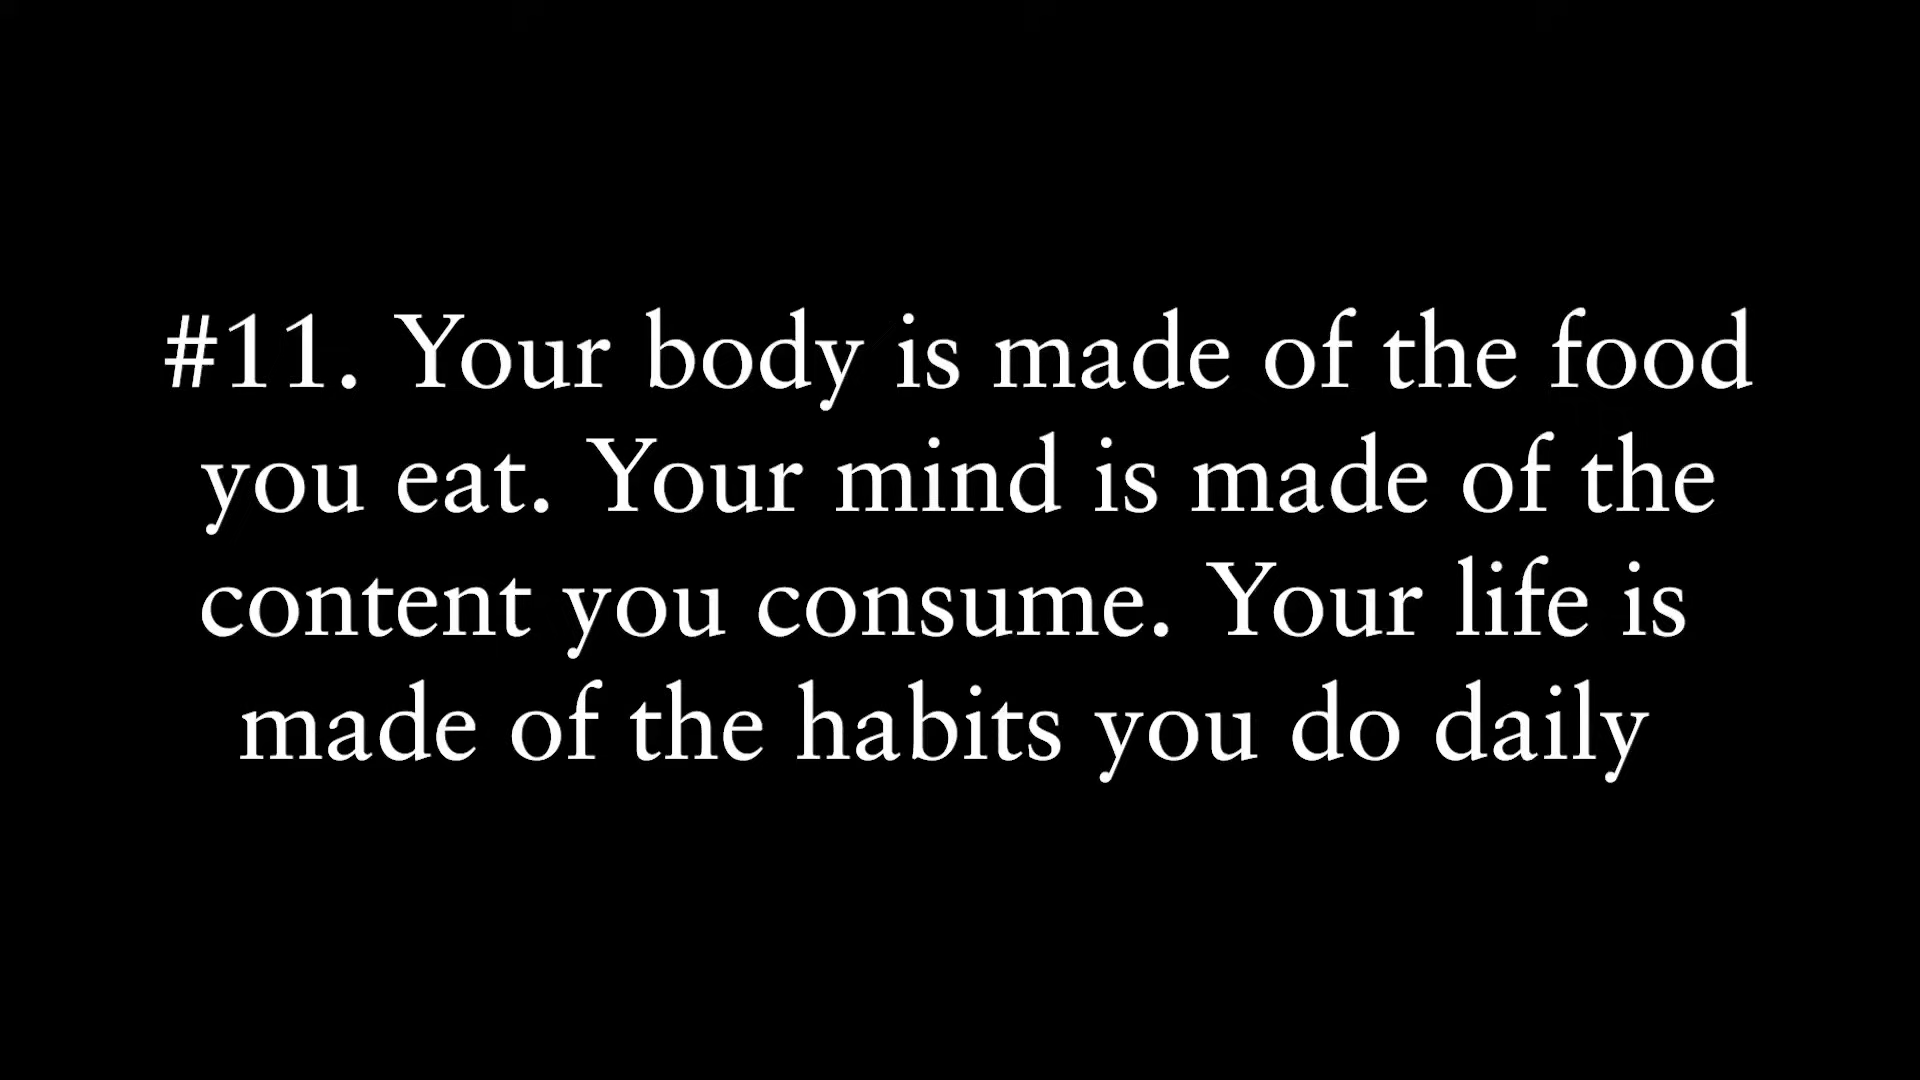 #11. Your body is made of the food
you eat. Your mind is made of the
content you consume. Your life is
made of the habits you do daily